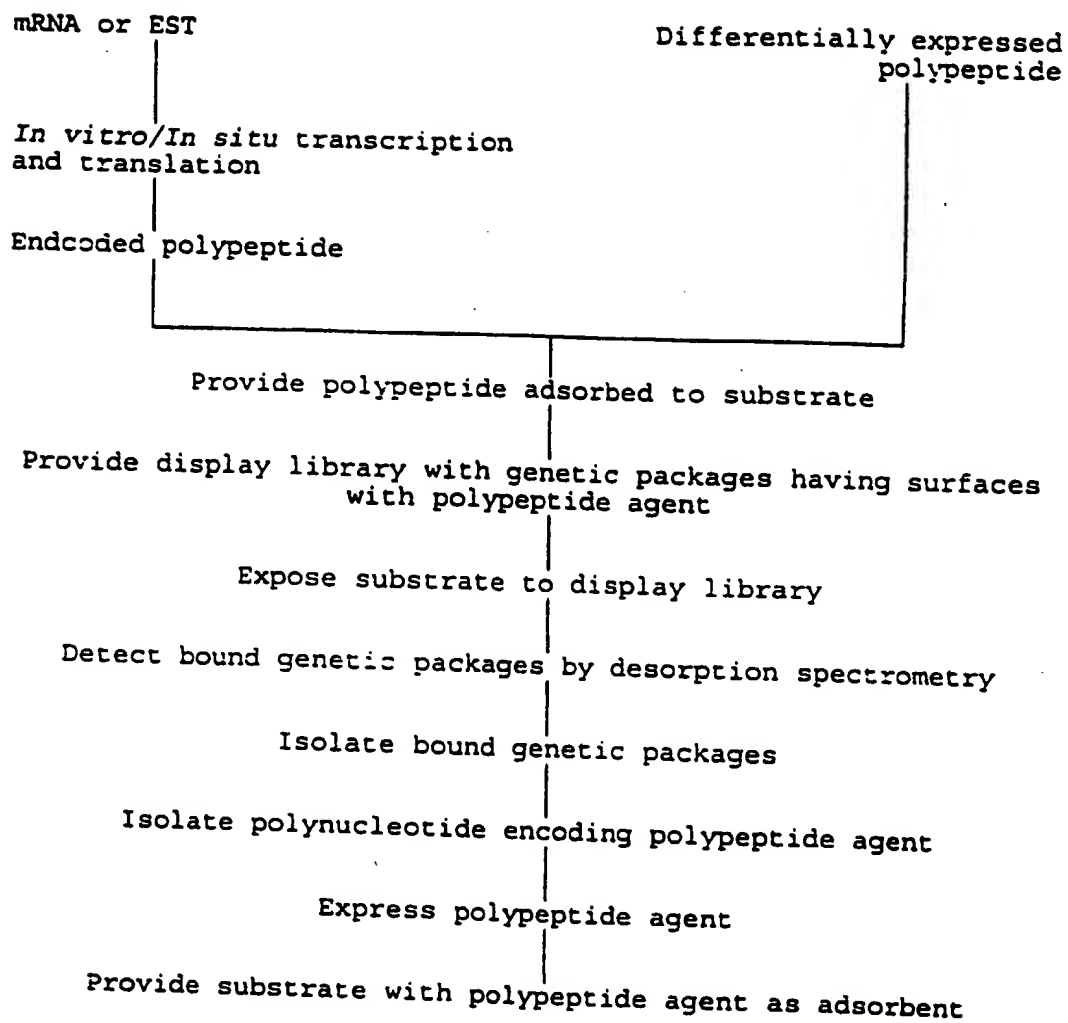 mRNA or EST
Differentially expressed
polypeptide
In vitro/In situ transcription
and translation
Endcoded polypeptide
Provide polypeptide adsorbed to substrate
Provide display library with genetic packages having surfaces
with polypeptide agent
Expose substrate to display library
Detect bound genetic packages by desorption spectrometry
Isolate bound genetic packages
Isolate polynucleotide encoding polypeptide agent
Express polypeptide agent
Provide substrate with polypeptide agent as adsorbent